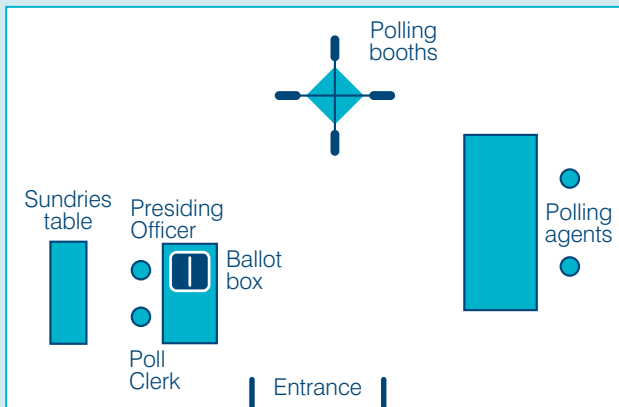 Polling
booths
Sundries
table
Presiding
Officer
Ballot
box
Polling
agents
Poll
Clerk
Entrance